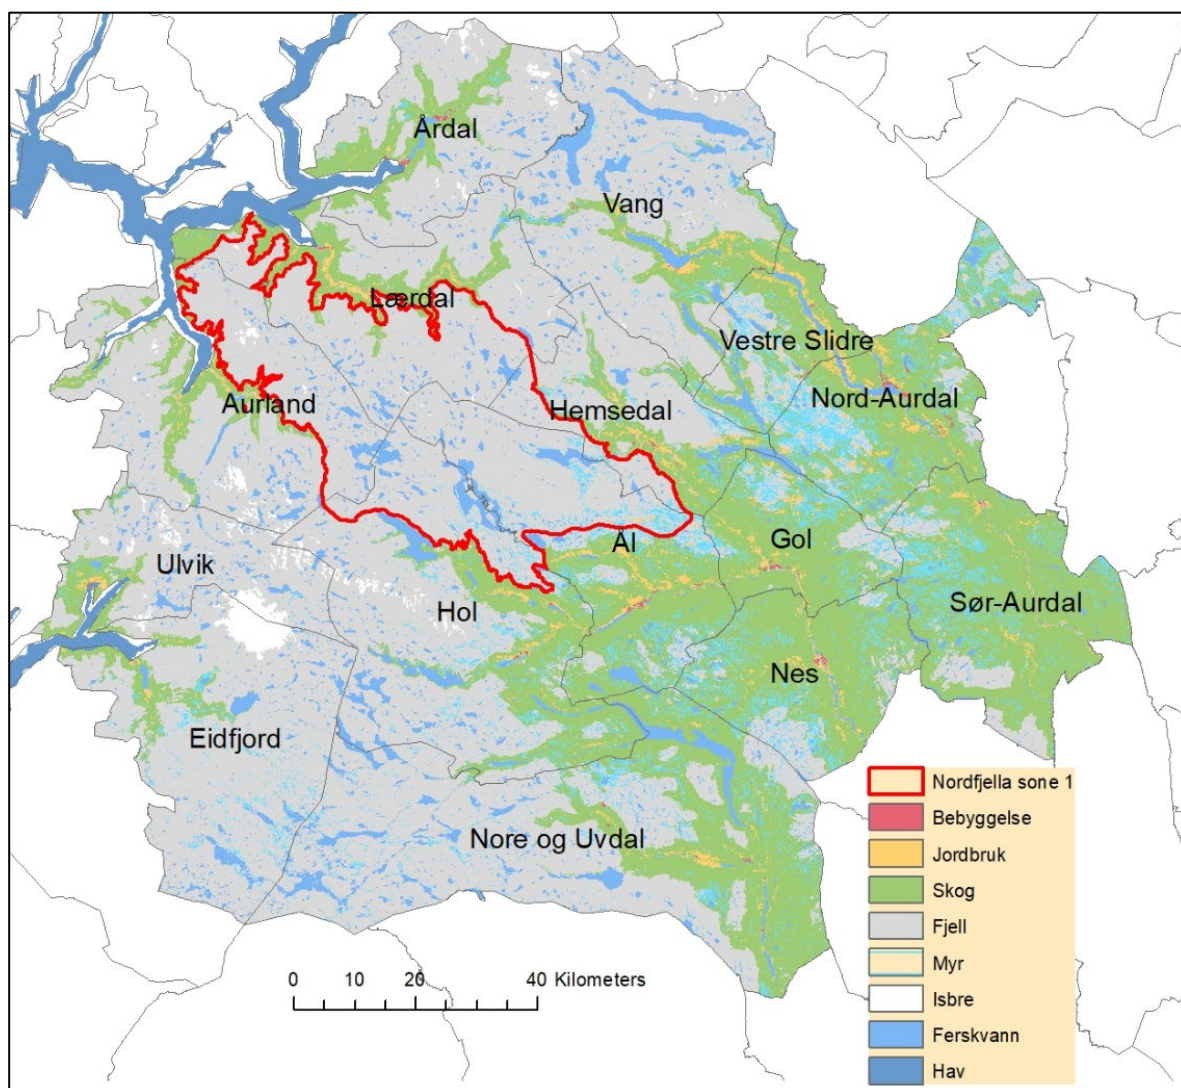 Årdal
Vang
Lærdal
Vestre Slidre
Nord-Aurdal
Aurland
Hemsedal
Ål
Gol
Ulvik
Hol
Sør-Aurdal
Nes
Eidfjord
Nore og Uvdal
0 10 20 40 Kilometers
Nordfjella sone 1
Bebyggelse
Jordbruk
Skog
Fjell
Myr
Isbre
Ferskvann
Hav